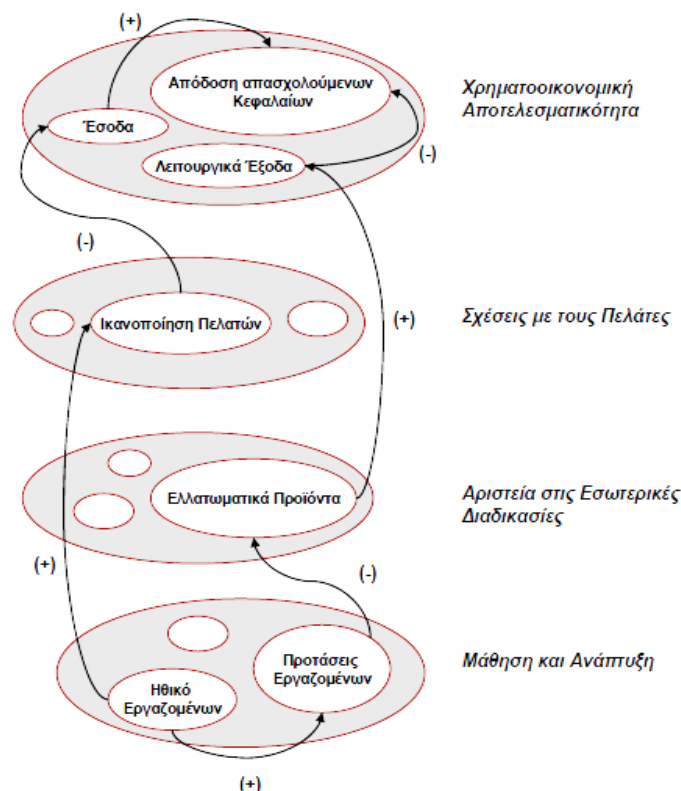 (+)
Απόδοση απασχολούμενων
Κεφαλαίων
Χρηματοοικονομική
Αποτελεσματικότητα
Έσοδα
(-)
Λειτουργικά Έξοδα
(-)
Ικανοποίηση Πελατών
(+)
Σχέσεις με τους Πελάτες
Ελλατωματικά Προϊόντα
Αριστεία στις Εσωτερικές
Διαδικασίες
(+)
(-)
Προτάσεις
Εργαζομένων
Μάθηση και Ανάπτυξη
Ηθικό
Εργαζομένων
(+)